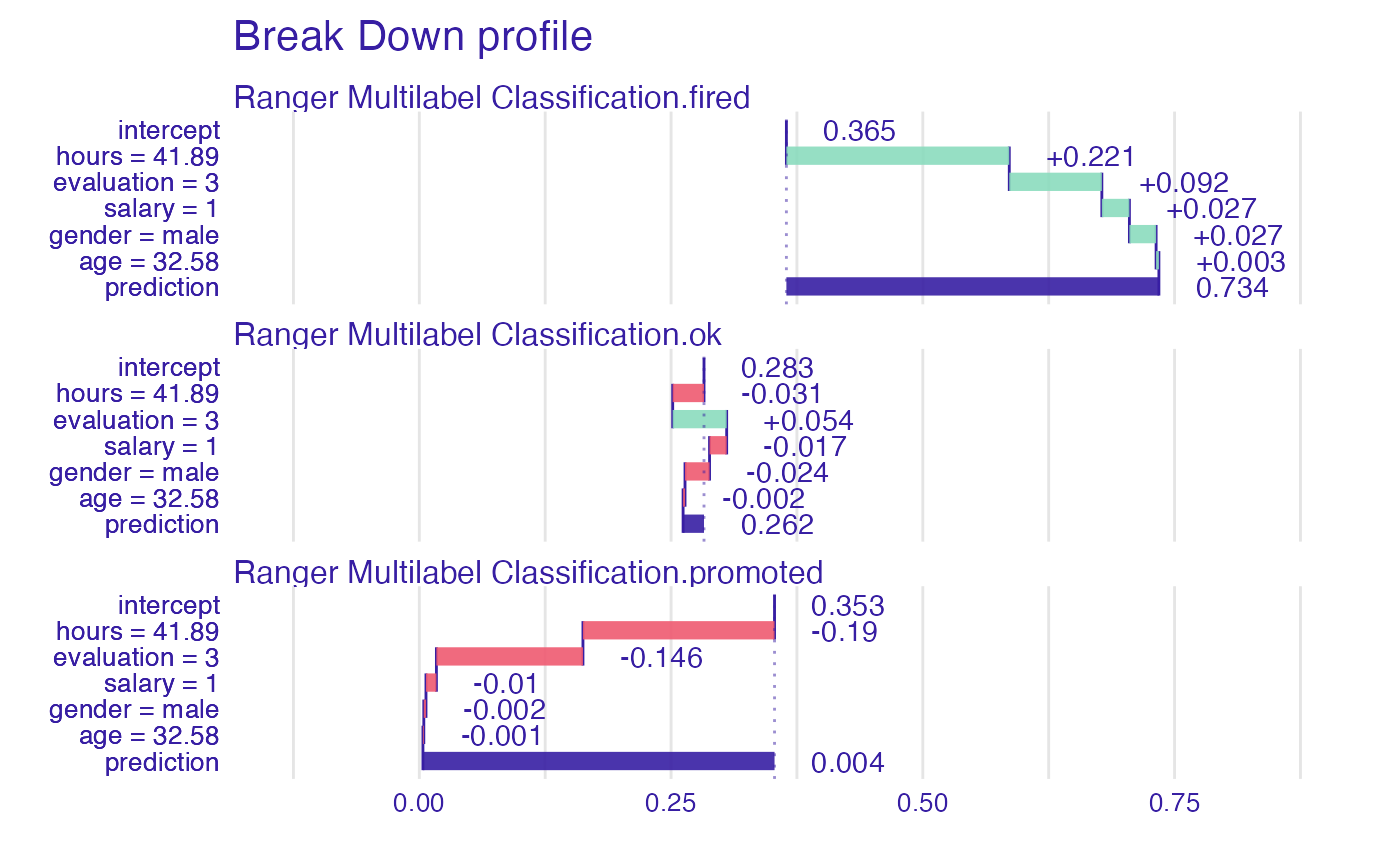 Break Down profile
Ranger Multilabel Classification.fired
intercept 0.365
hours = 41.89 +0.221
evaluation = 3 +0.092
salary = 1 +0.027
gender = male +0.027
age = 32.58 +0.003
prediction 0.734
Ranger Multilabel Classification.ok
intercept 0.283
hours = 41.89 -0.031
evaluation = 3 +0.054
salary = 1 -0.017
gender = male -0.024
age = 32.58 -0.002
prediction 0.262
Ranger Multilabel Classification.promoted
intercept 0.353
hours = 41.89 -0.19
evaluation = 3 -0.146
salary = 1 -0.01
gender = male -0.002
age = 32.58 -0.001
prediction 0.004
0.00 0.25 0.50 0.75